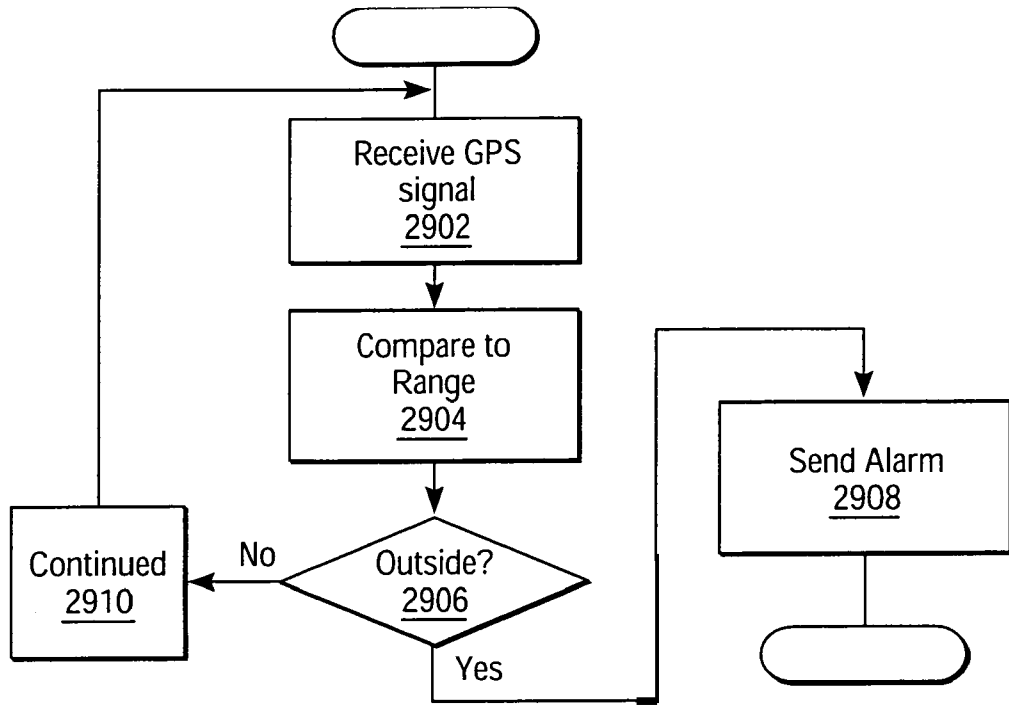 Receive GPS
signal
2902
Compare to
Range
2904
Outside?
2906
No
Continued
2910
Yes
Send Alarm
2908